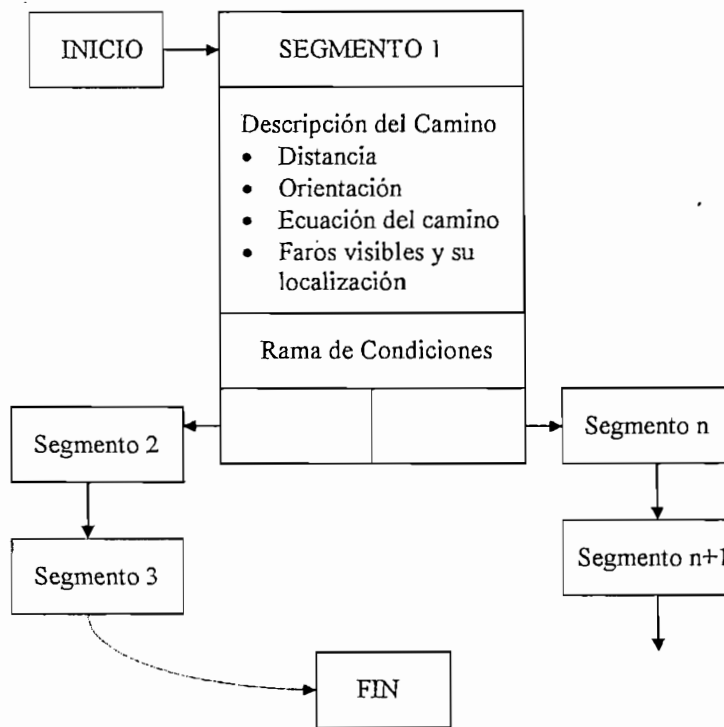 INICIO
SEGMENTO 1
Descripción del Camino
• Distancia
• Orientación
• Ecuación del camino
• Faros visibles y su
localización
Rama de Condiciones
Segmento 2
Segmento n
Segmento 3
Segmento n+1
FIN